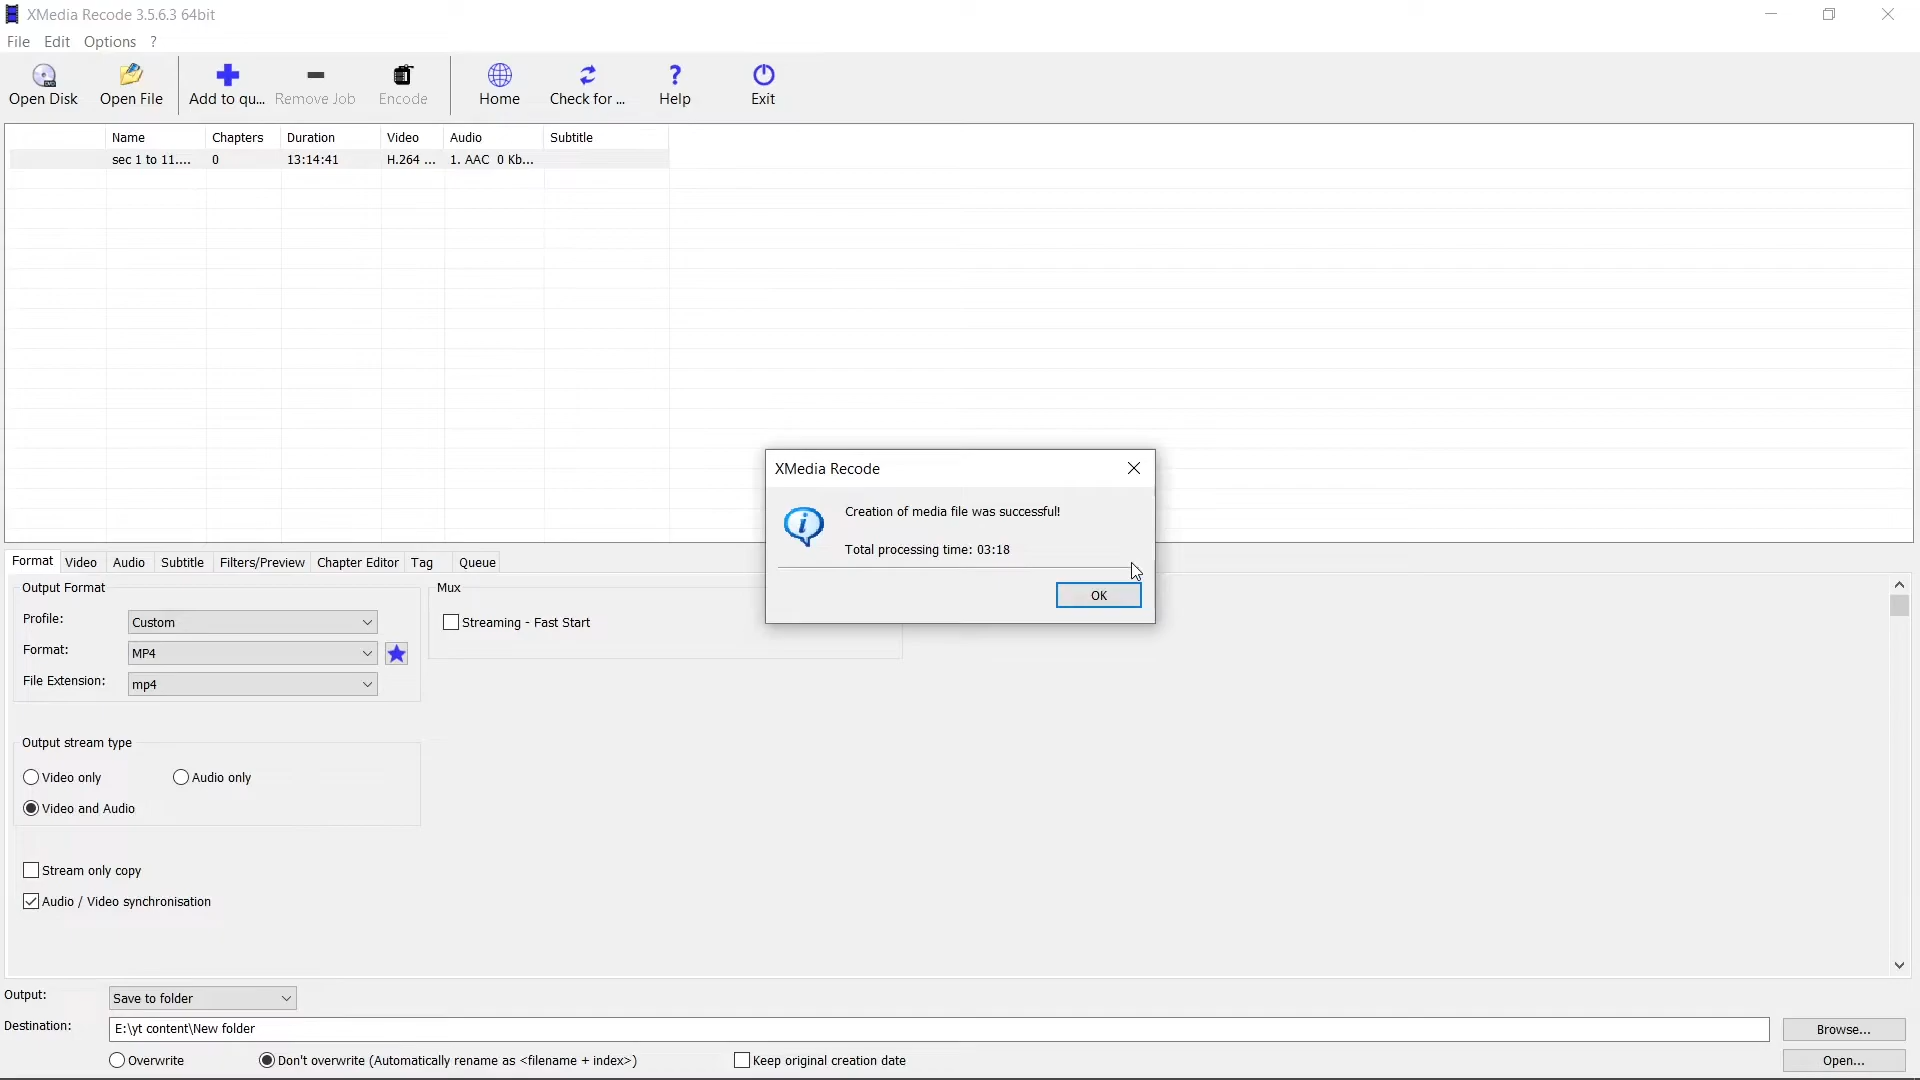 XMedia Recode 3.5.6.3 64bit
File Edit Options ?
Open Disk Open File Add to qu... Remove Job Encode Home Check for ... Help Exit
Name Chapters Duration Video Audio Subtitle
sec 1 to 11.... 0 13:14:41 H.264 ... 1. AAC 0 Kb...
XMedia Recode
Creation of media file was successful!
Total processing time: 03:18
OK
Format Video Audio Subtitle Filters/Preview Chapter Editor Tag Queue
Output Format
Mux
Profile: Custom
Streaming - Fast Start
Format: MP4
File Extension: mp4
Output stream type
Video only Audio only
Video and Audio
Stream only copy
Audio / Video synchronisation
Output: Save to folder
Destination: E:\yt content\New folder Browse...
Overwrite Don't overwrite (Automatically rename as <filename + index>) Keep original creation date Open...